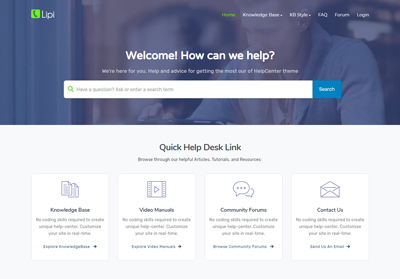 Lipi
Home Knowledge Base KB Style FAQ Forum Login
Welcome! How can we help?
We're here for you. Help and advice for getting the most our of HelpCenter theme
Have a question? Ask or enter a search term
Search
Quick Help Desk Link
Browse through our helpful Articles, Tutorials, and Resources
Knowledge Base
No coding skills required to create
unique help-center. Customize
your site in real-time.
Explore KnowledgeBase
Video Manuals
No coding skills required to create
unique help-center. Customize
your site in real-time.
Explore Video Manuals
Community Forums
No coding skills required to create
unique help-center. Customize
your site in real-time.
Browse Community Forums
Contact Us
No coding skills required to create
unique help-center. Customize
your site in real-time.
Send Us An Email